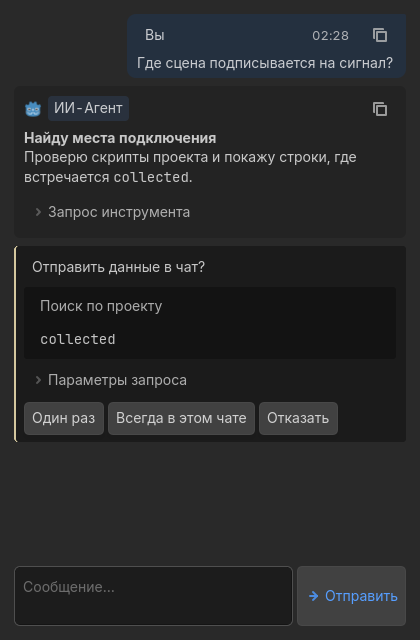 Вы
02:28
Где сцена подписывается на сигнал?
ИИ-Агент
Найду места подключения
Проверю скрипты проекта и покажу строки, где
встречается collected.
Запрос инструмента
Отправить данные в чат?
Поиск по проекту
collected
Параметры запроса
Один раз
Всегда в этом чате
Отказать
Сообщение...
Отправить